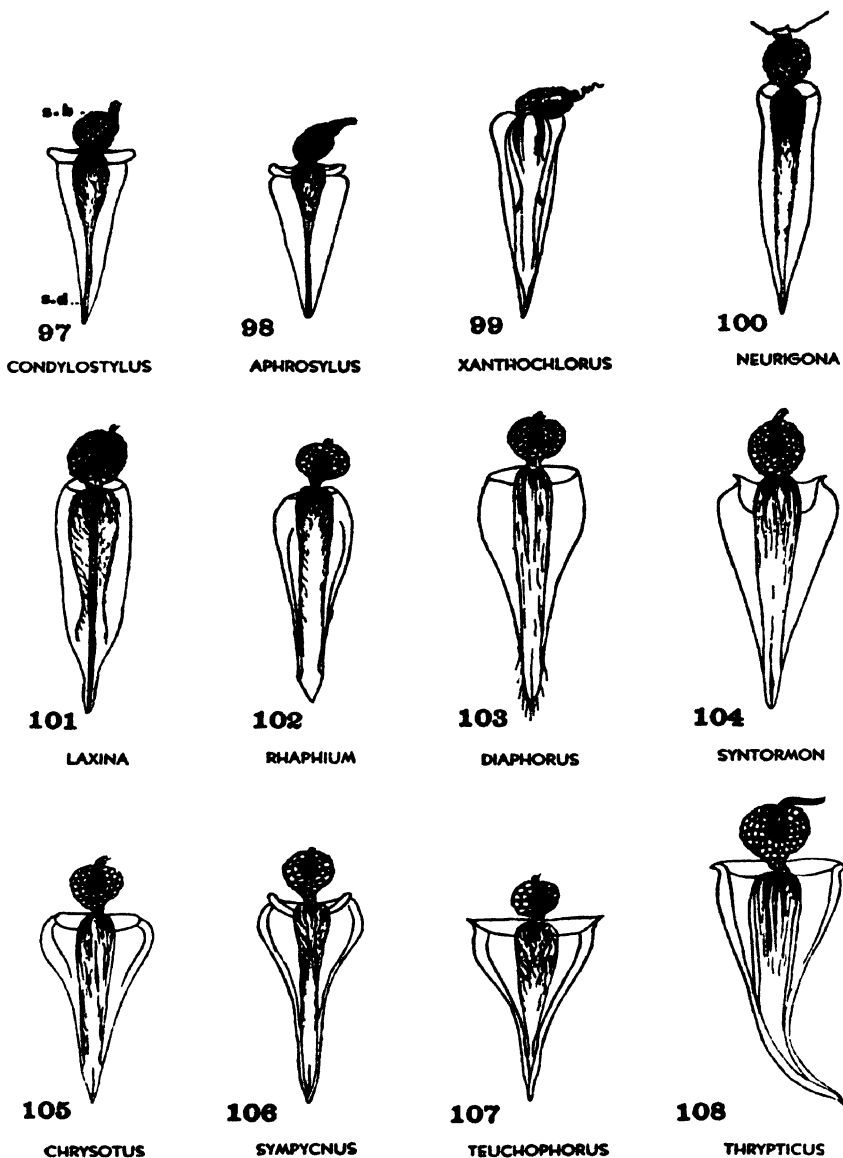 s.b
s.d
97
98
99
100
CONDYLOSTYLUS
APHROSYLUS
XANTHOCHLORUS
NEURIGONA
101
102
103
104
LAXINA
RHAPHIUM
DIAPHORUS
SYNTORMON
105
106
107
108
CHRYSOTUS
SYMPYCNUS
TEUCHOPHORUS
THRYPTICUS